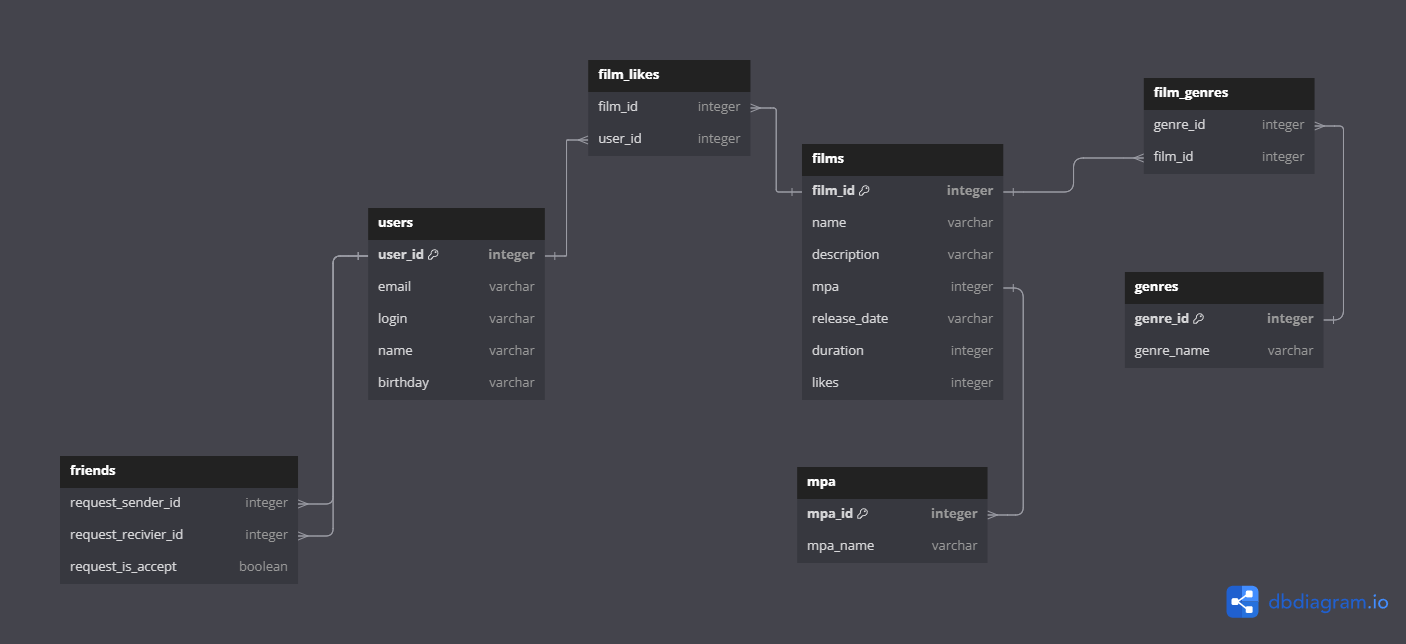 film_likes
film_id integer
user_id integer
film_genres
genre_id integer
film_id integer
films
film_id integer
name varchar
description varchar
mpa integer
release_date varchar
duration integer
likes integer
users
user_id integer
email varchar
login varchar
name varchar
birthday varchar
genres
genre_id integer
genre_name varchar
friends
request_sender_id integer
request_recivier_id integer
request_is_accept boolean
mpa
mpa_id integer
mpa_name varchar
dbdiagram.io